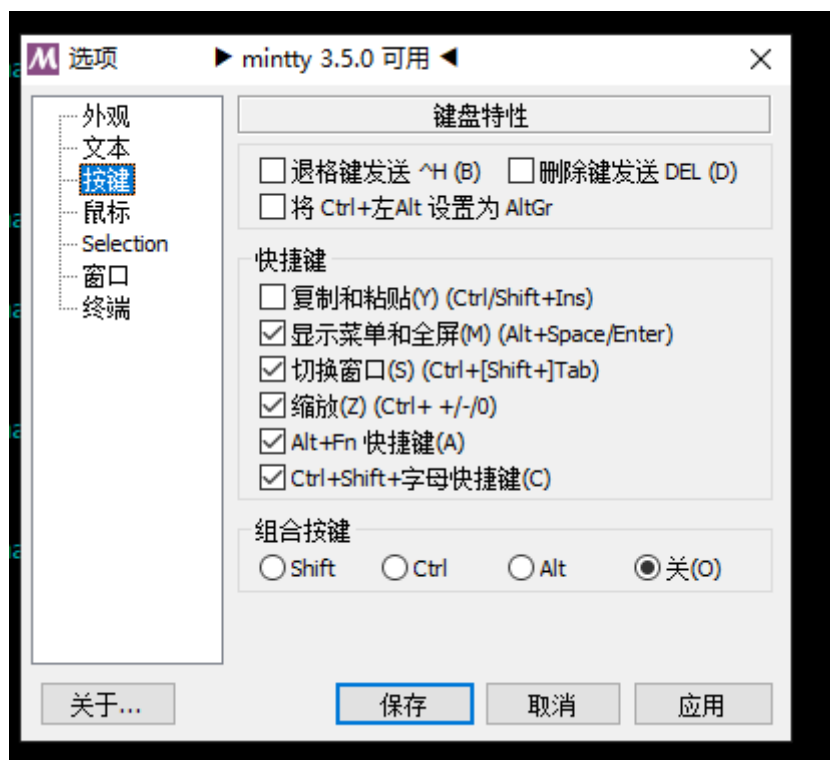 选项 ▶ mintty 3.5.0 可用 ◀
外观
文本
按键
鼠标
Selection
窗口
终端
键盘特性
退格键发送 ^H (B) 删除键发送 DEL (D)
将 Ctrl+左Alt 设置为 AltGr
快捷键
复制和粘贴(Y) (Ctrl/Shift+Ins)
显示菜单和全屏(M) (Alt+Space/Enter)
切换窗口(S) (Ctrl+[Shift+]Tab)
缩放(Z) (Ctrl+ +/-/0)
Alt+Fn 快捷键(A)
Ctrl+Shift+字母快捷键(C)
组合按键
Shift Ctrl Alt 关(O)
关于... 保存 取消 应用